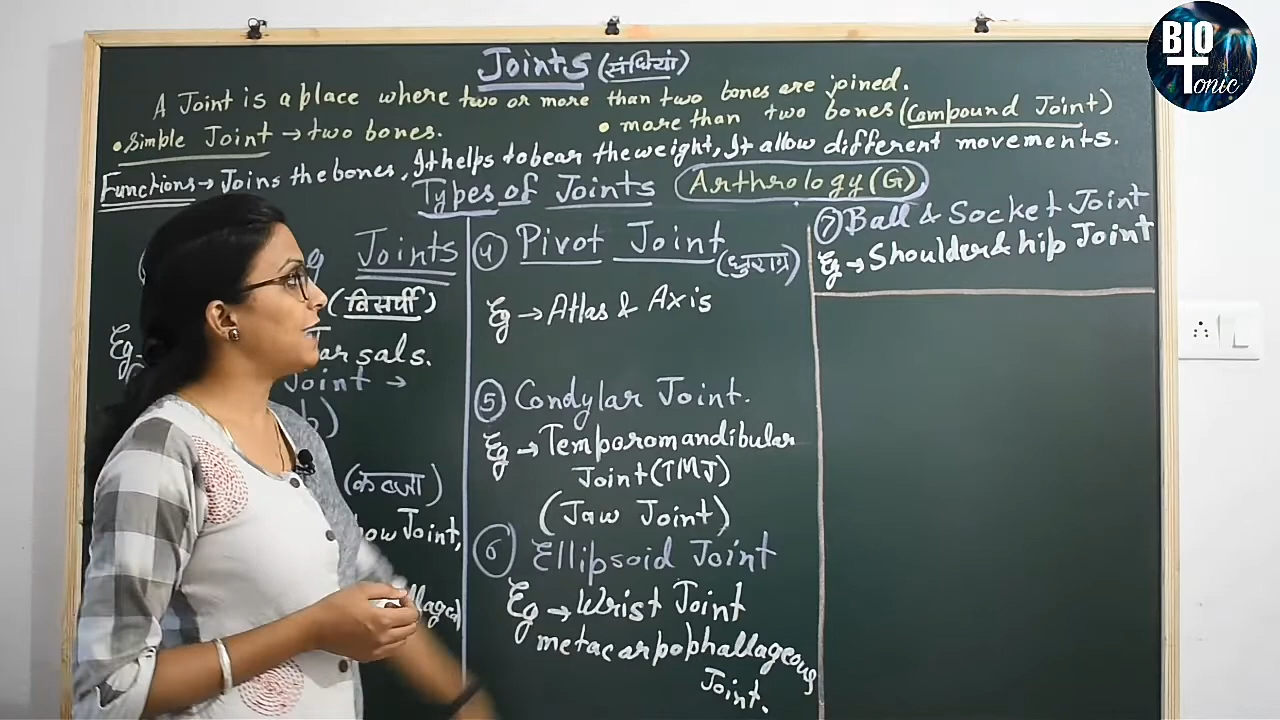 BIO
Tonic
Joints (संधियां)
A Joint is a place where two or more than two bones are joined.
• Simple Joint → two bones.
• more than two bones (Compound Joint)
Functions → Joins the bones, It helps to bear the weight, It allow different movements.
Types of Joints (Arthrology (G))
g Joints
(विसर्पी)
Eg
Tarsals.
Joint →
b)
(कब्जा)
ow Joint,
④ Pivot Joint
(धुराग्र)
Eg → Atlas & Axis
⑤ Condylar Joint.
Eg → Temporomandibular
Joint (TMJ)
(Jaw Joint)
⑥ Ellipsoid Joint
Eg → Wrist Joint
metacarpophallageous
Joint.
⑦ Ball & Socket Joint
Eg → Shoulder & hip Joint